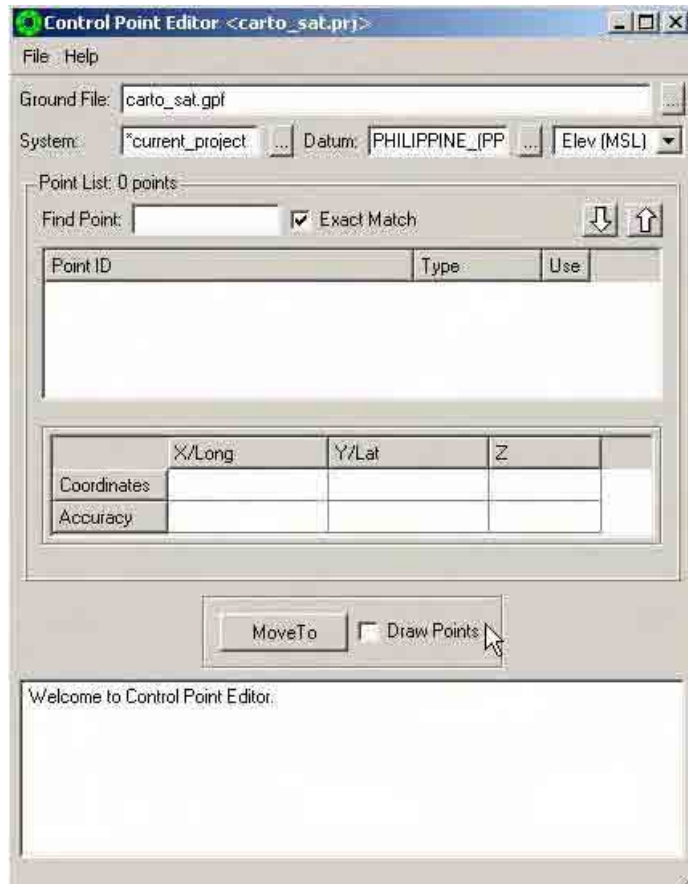 Control Point Editor <carto_sat.prj>
File Help
Ground File: carto_sat.gpf ...
System: *current_project ... Datum: PHILIPPINE_(PP ... Elev (MSL)
Point List: 0 points
Find Point: Exact Match
Point ID Type Use
X/Long Y/Lat Z
Coordinates
Accuracy
MoveTo Draw Points
Welcome to Control Point Editor.